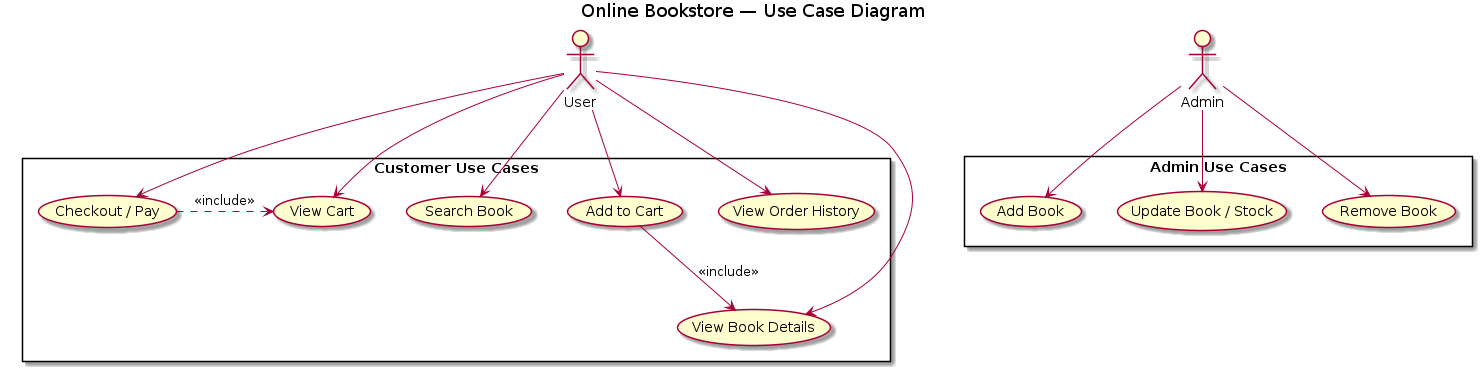 Online Bookstore — Use Case Diagram
User
Admin
Customer Use Cases
Admin Use Cases
Checkout / Pay
«include»
View Cart
Search Book
Add to Cart
View Order History
Add Book
Update Book / Stock
Remove Book
«include»
View Book Details